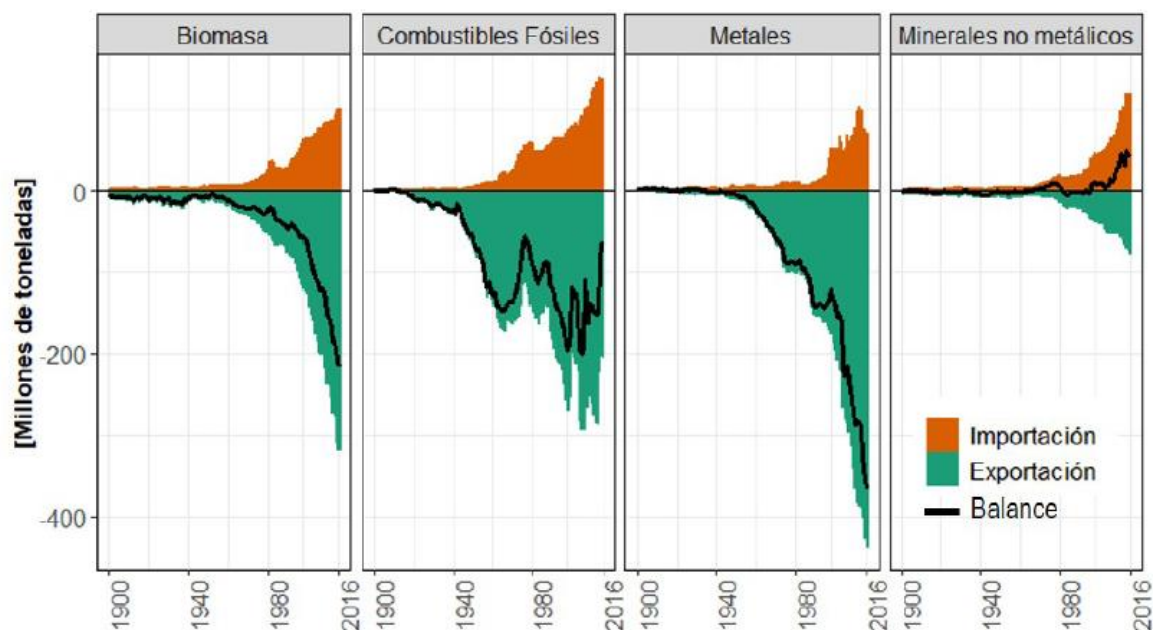 Biomasa
Combustibles Fósiles
Metales
Minerales no metálicos
[Millones de toneladas]
0
-200
-400
Importación
Exportación
Balance
1900
1940
1980
2016
1900
1940
1980
2016
1900
1940
1980
2016
1900
1940
1980
2016